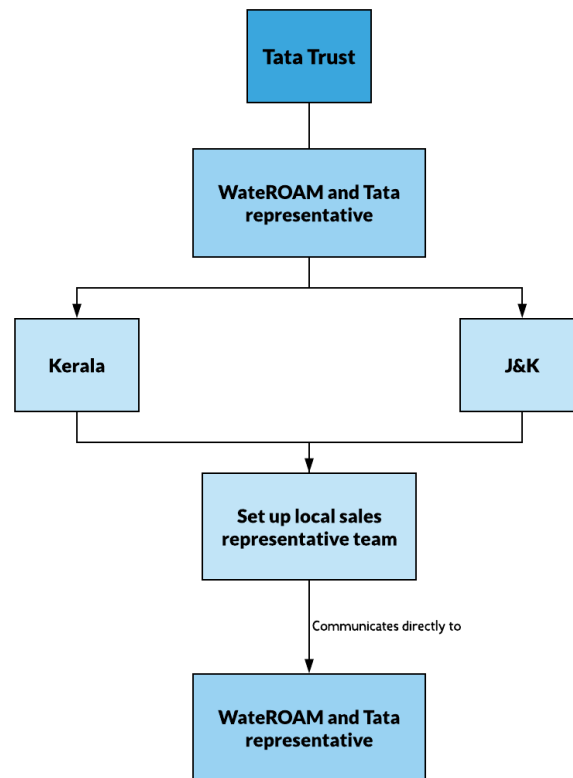 Tata Trust
WateROAM and Tata
representative
Kerala
J&K
Set up local sales
representative team
Communicates directly to
WateROAM and Tata
representative